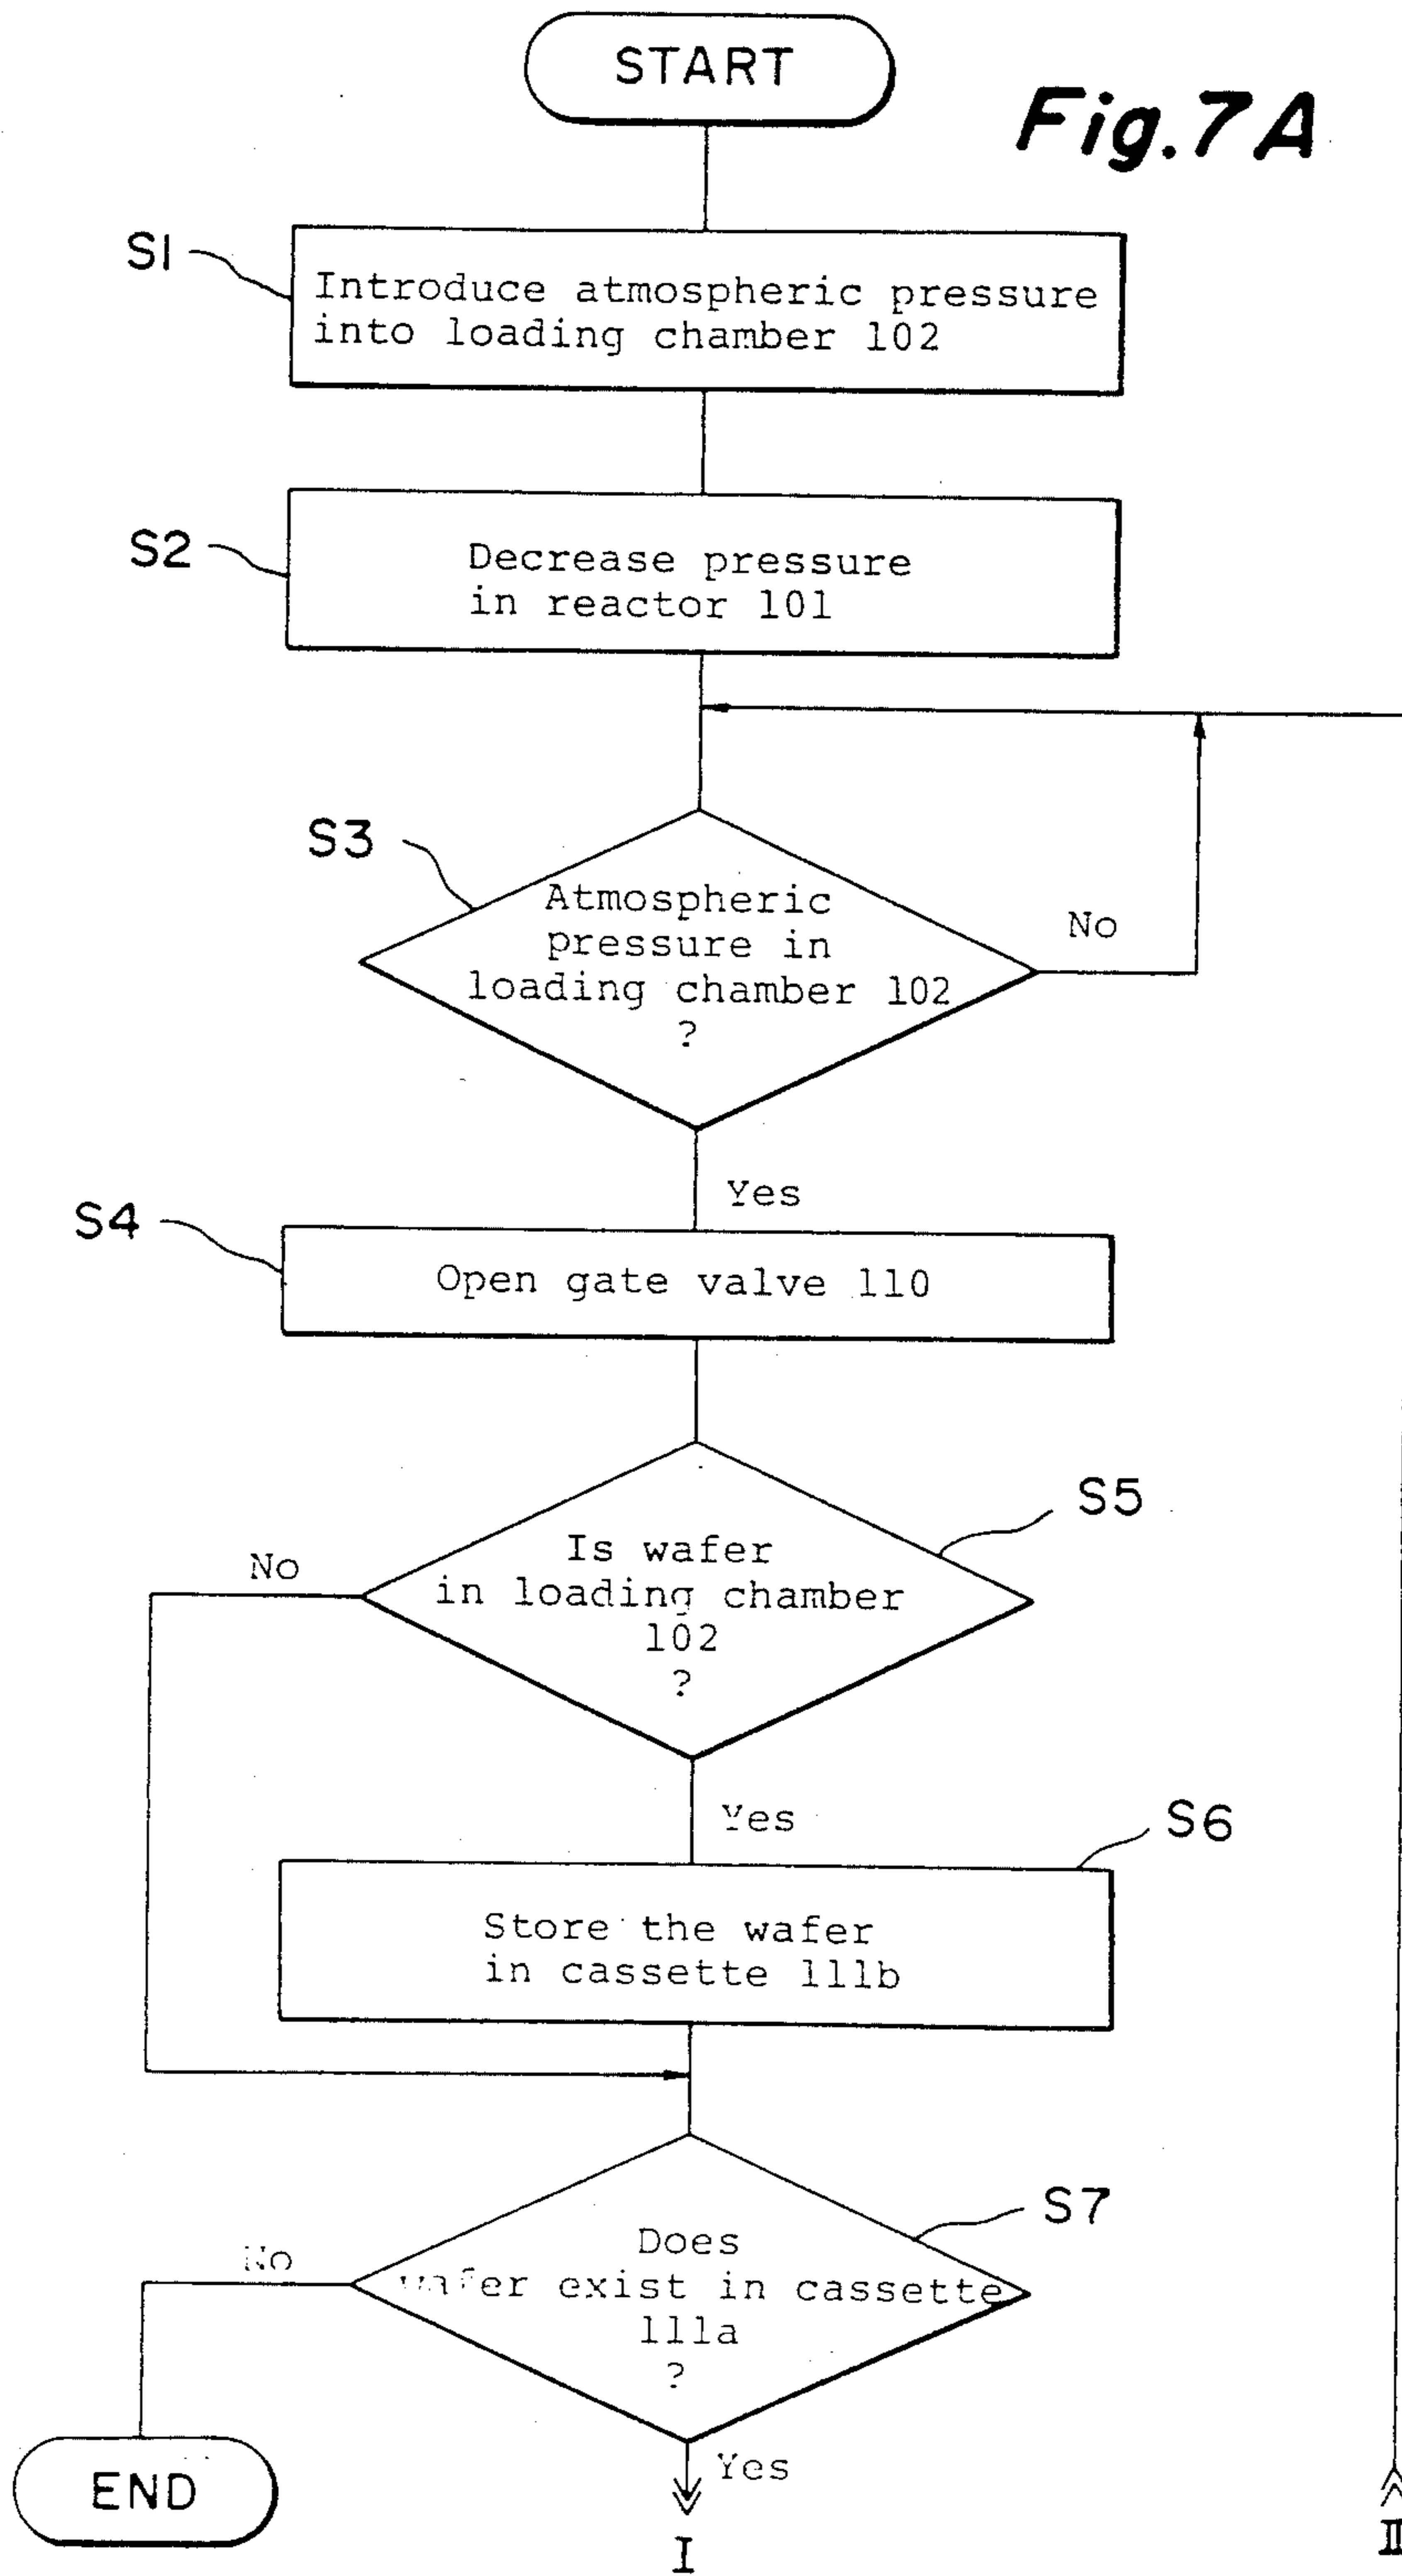 START
Fig.7A
S1
Introduce atmospheric pressure
into loading chamber 102
S2
Decrease pressure
in reactor 101
S3
Atmospheric
pressure in
loading chamber 102
?
No
Yes
S4
Open gate valve 110
S5
Is wafer
in loading chamber
102
?
No
Yes
S6
Store the wafer
in cassette 111b
S7
Does
wafer exist in cassette
111a
?
No
Yes
END
I
II